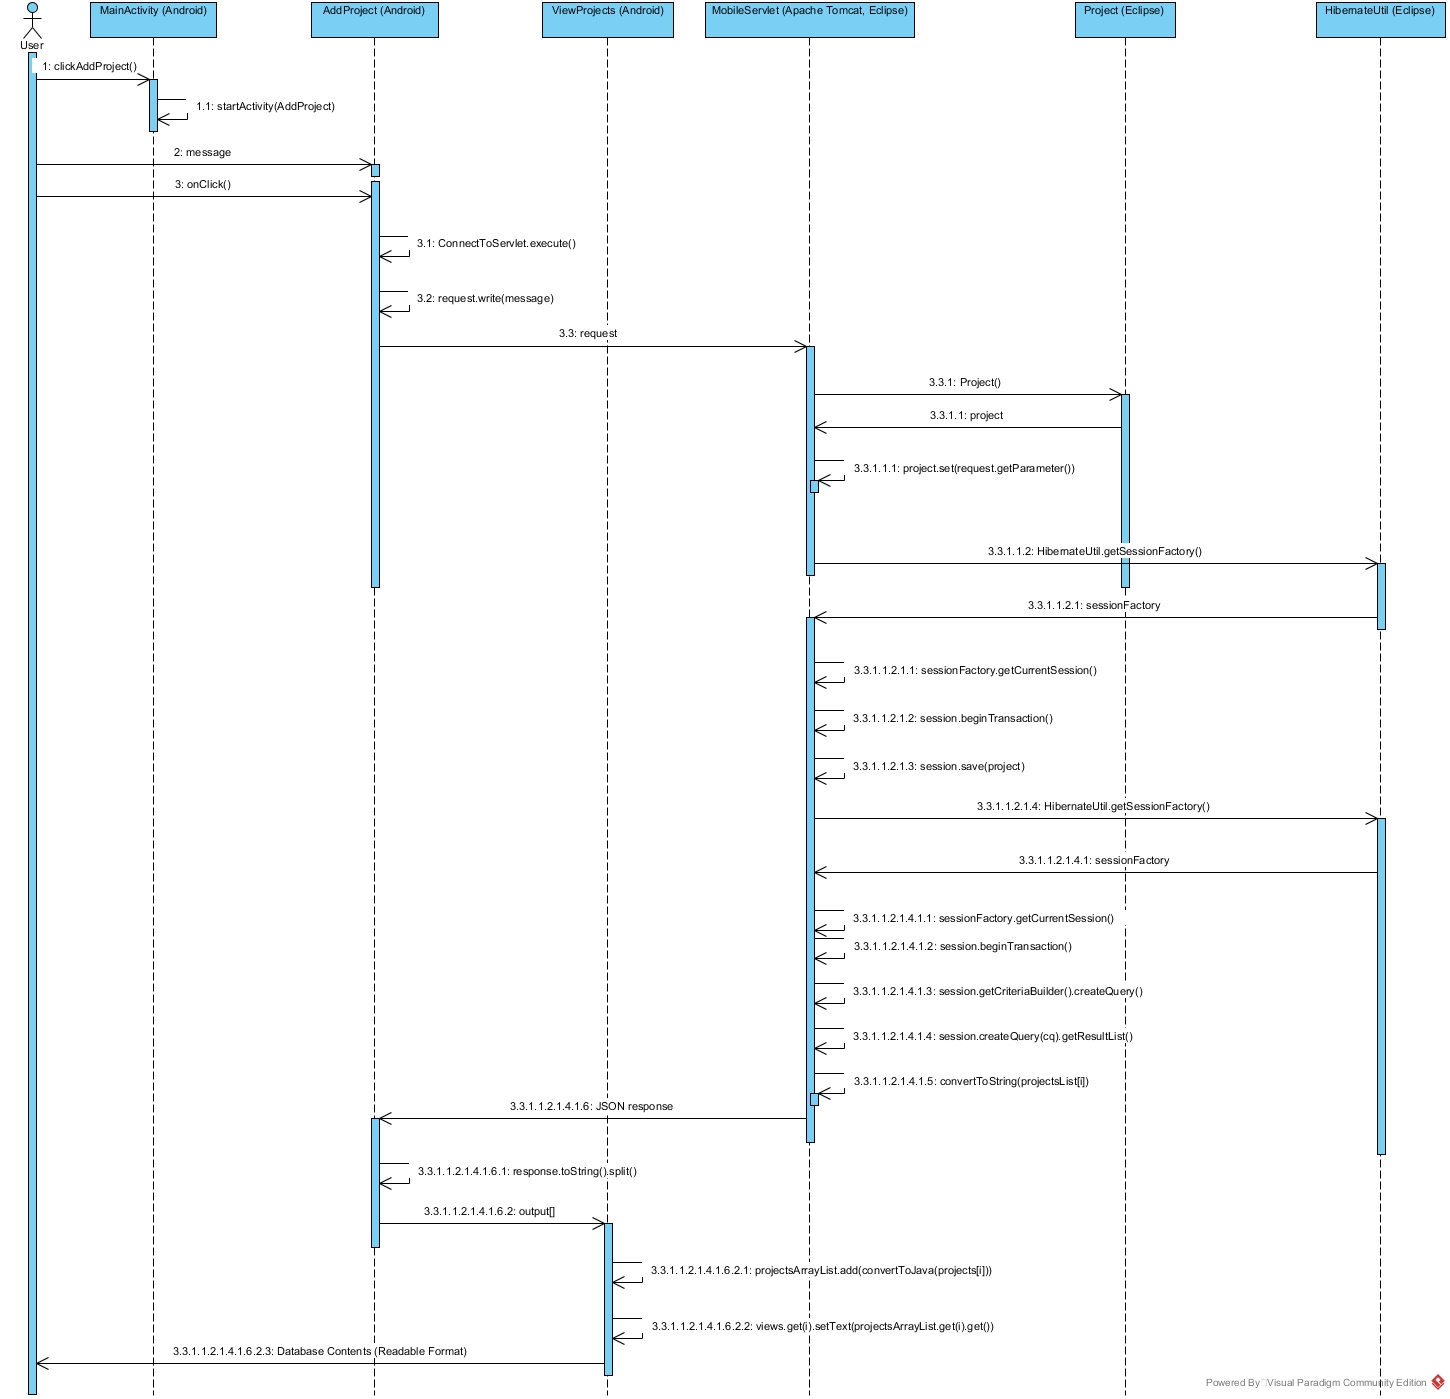 MainActivity (Android)
AddProject (Android)
ViewProjects (Android)
MobileServlet (Apache Tomcat, Eclipse)
Project (Eclipse)
HibernateUtil (Eclipse)
User
1: clickAddProject()
1.1: startActivity(AddProject)
2: message
3: onClick()
3.1: ConnectToServlet.execute()
3.2: request.write(message)
3.3: request
3.3.1: Project()
3.3.1.1: project
3.3.1.1.1: project.set(request.getParameter())
3.3.1.1.2: HibernateUtil.getSessionFactory()
3.3.1.1.2.1: sessionFactory
3.3.1.1.2.1.1: sessionFactory.getCurrentSession()
3.3.1.1.2.1.2: session.beginTransaction()
3.3.1.1.2.1.3: session.save(project)
3.3.1.1.2.1.4: HibernateUtil.getSessionFactory()
3.3.1.1.2.1.4.1: sessionFactory
3.3.1.1.2.1.4.1.1: sessionFactory.getCurrentSession()
3.3.1.1.2.1.4.1.2: session.beginTransaction()
3.3.1.1.2.1.4.1.3: session.getCriteriaBuilder().createQuery()
3.3.1.1.2.1.4.1.4: session.createQuery(cq).getResultList()
3.3.1.1.2.1.4.1.5: convertToString(projectsList[i])
3.3.1.1.2.1.4.1.6: JSON response
3.3.1.1.2.1.4.1.6.1: response.toString().split()
3.3.1.1.2.1.4.1.6.2: output[]
3.3.1.1.2.1.4.1.6.2.1: projectsArrayList.add(convertToJava(projects[i]))
3.3.1.1.2.1.4.1.6.2.2: views.get(i).setText(projectsArrayList.get(i).get())
3.3.1.1.2.1.4.1.6.2.3: Database Contents (Readable Format)
Powered By Visual Paradigm Community Edition